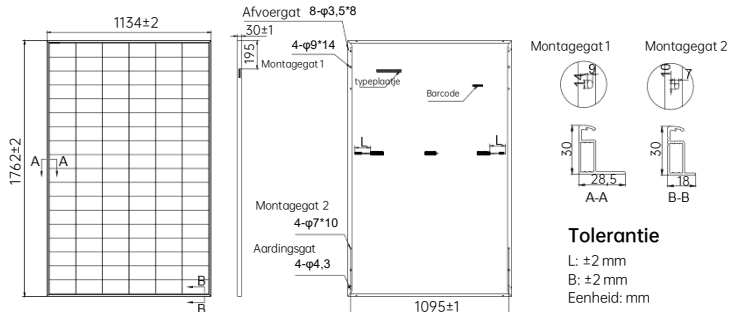 1134±2
1762±2
A A
B
B
30±1
195
Afvoergat 8-φ3,5*8
4-φ9*14
Montagegat 1
typeplaatje
Barcode
L
L
Montagegat 2
4-φ7*10
Aardingsgat
4-φ4,3
1095±1
Montagegat 1
Montagegat 2
14
9
10
7
30
28,5
A-A
30
18
B-B
Tolerantie
L: ±2 mm
B: ±2 mm
Eenheid: mm